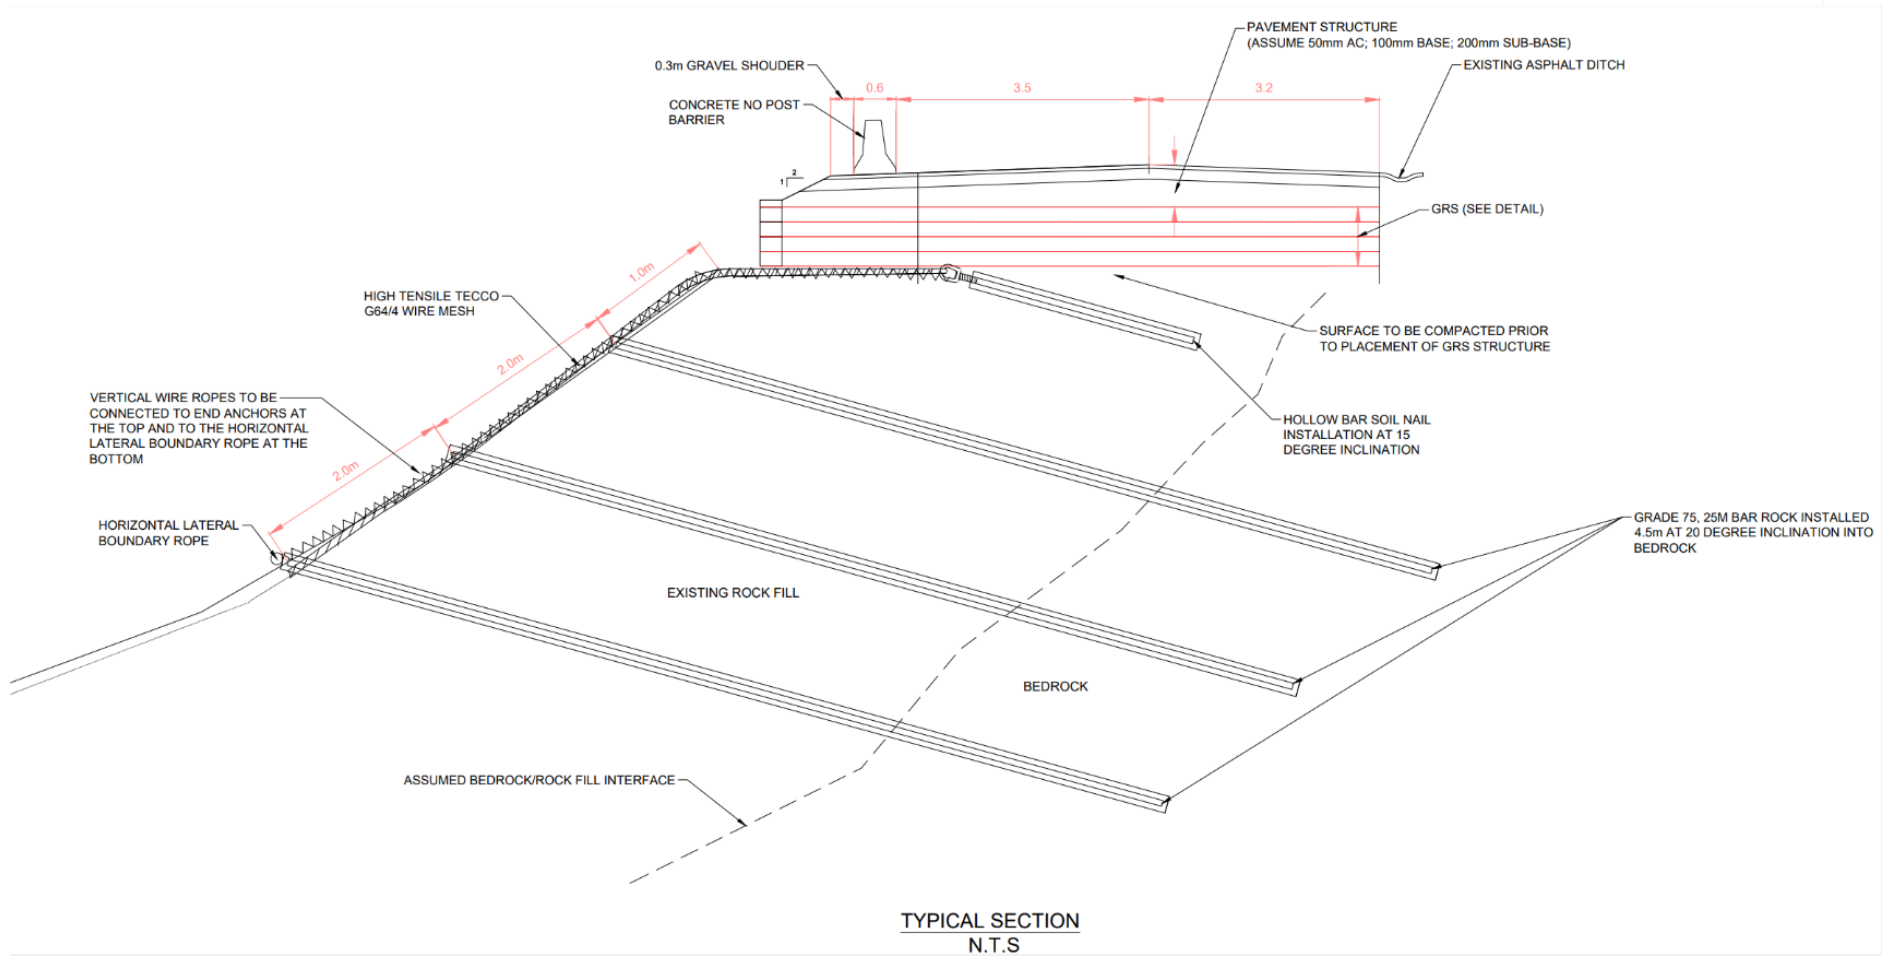 PAVEMENT STRUCTURE
(ASSUME 50mm AC; 100mm BASE; 200mm SUB-BASE)
0.3m GRAVEL SHOUDER
EXISTING ASPHALT DITCH
0.6
3.5
3.2
CONCRETE NO POST
BARRIER
2
1
GRS (SEE DETAIL)
1.0m
HIGH TENSILE TECCO
G64/4 WIRE MESH
SURFACE TO BE COMPACTED PRIOR
TO PLACEMENT OF GRS STRUCTURE
2.0m
VERTICAL WIRE ROPES TO BE
CONNECTED TO END ANCHORS AT
THE TOP AND TO THE HORIZONTAL
LATERAL BOUNDARY ROPE AT THE
BOTTOM
HOLLOW BAR SOIL NAIL
INSTALLATION AT 15
DEGREE INCLINATION
2.0m
HORIZONTAL LATERAL
BOUNDARY ROPE
GRADE 75, 25M BAR ROCK INSTALLED
4.5m AT 20 DEGREE INCLINATION INTO
BEDROCK
EXISTING ROCK FILL
BEDROCK
ASSUMED BEDROCK/ROCK FILL INTERFACE
TYPICAL SECTION
N.T.S